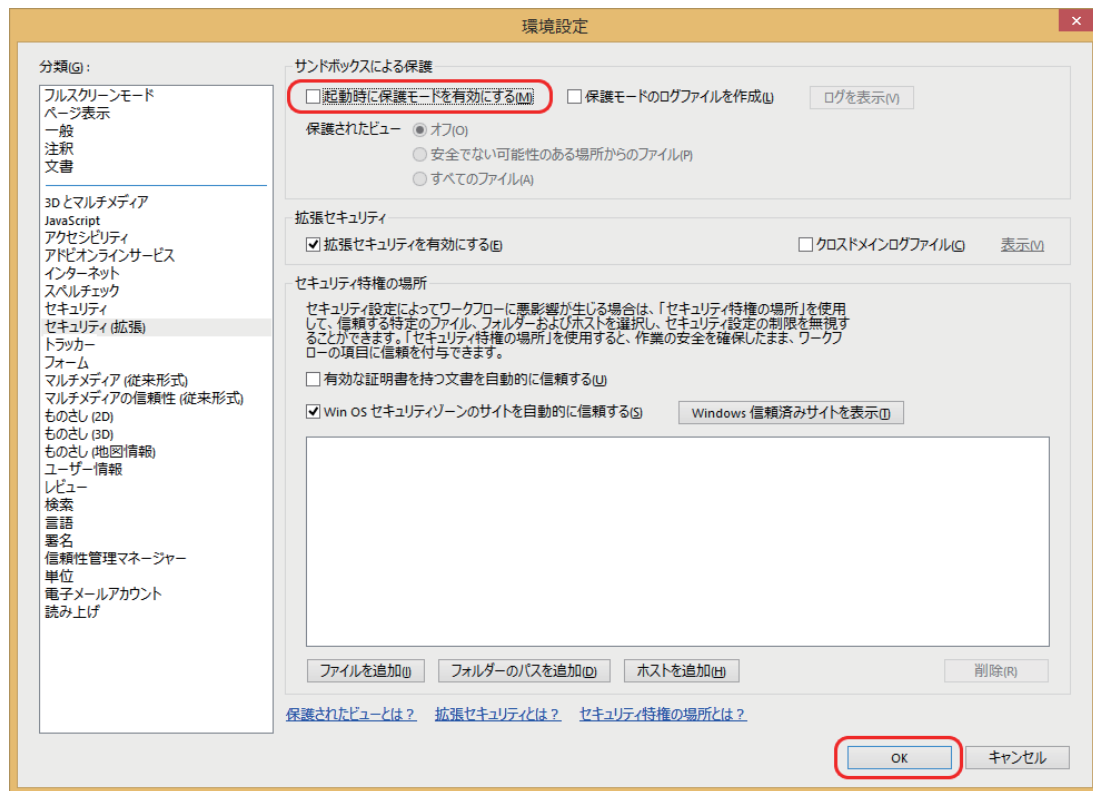 環境設定
分類(G):
フルスクリーンモード
ページ表示
一般
注釈
文書
3D とマルチメディア
JavaScript
アクセシビリティ
アドビオンラインサービス
インターネット
スペルチェック
セキュリティ
セキュリティ (拡張)
トラッカー
フォーム
マルチメディア (従来形式)
マルチメディアの信頼性 (従来形式)
ものさし (2D)
ものさし (3D)
ものさし (地図情報)
ユーザー情報
レビュー
検索
言語
署名
信頼性管理マネージャー
単位
電子メールアカウント
読み上げ
サンドボックスによる保護
起動時に保護モードを有効にする(M) 保護モードのログファイルを作成(L) ログを表示(V)
保護されたビュー オフ(O)
安全でない可能性のある場所からのファイル(P)
すべてのファイル(A)
拡張セキュリティ
拡張セキュリティを有効にする(E) クロスドメインログファイル(C) 表示(V)
セキュリティ特権の場所
セキュリティ設定によってワークフローに悪影響が生じる場合は、「セキュリティ特権の場所」を使用
して、信頼する特定のファイル、フォルダーおよびホストを選択し、セキュリティ設定の制限を無視す
ることができます。「セキュリティ特権の場所」を使用すると、作業の安全を確保したまま、ワークフ
ローの項目に信頼を付与できます。
有効な証明書を持つ文書を自動的に信頼する(U)
Win OS セキュリティゾーンのサイトを自動的に信頼する(S) Windows 信頼済みサイトを表示(T)
ファイルを追加(I) フォルダーのパスを追加(D) ホストを追加(H) 削除(R)
保護されたビューとは? 拡張セキュリティとは? セキュリティ特権の場所とは?
OK キャンセル